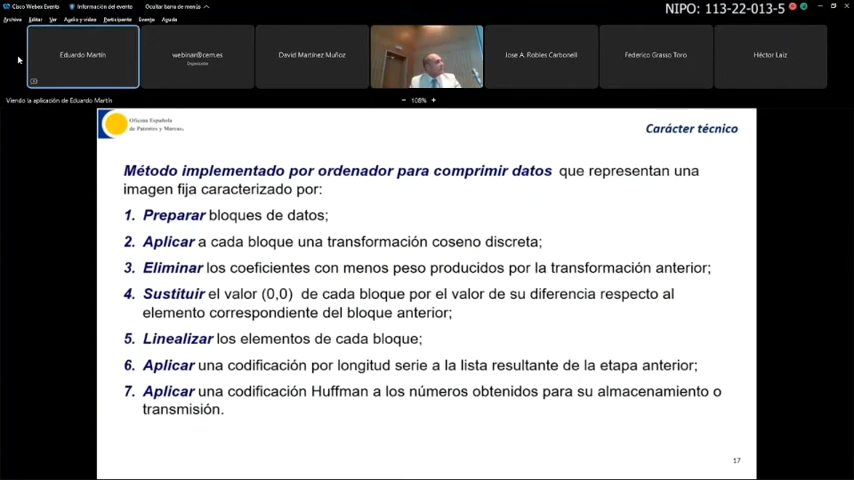 Cisco Webex Events
Información del evento
Ocultar barra de menús
NIPO: 113-22-013-5
Archivo Editar Ver Audio y vídeo Participante Evento Ayuda
Eduardo Martín
webinar@cem.es
Organizador
David Martínez Muñoz
Jose A. Robles Carbonell
Federico Grasso Toro
Héctor Laiz
Viendo la aplicación de Eduardo Martín
− 108% +
Oficina Española
de Patentes y Marcas
Carácter técnico
Método implementado por ordenador para comprimir datos que representan una
imagen fija caracterizado por:
1. Preparar bloques de datos;
2. Aplicar a cada bloque una transformación coseno discreta;
3. Eliminar los coeficientes con menos peso producidos por la transformación anterior;
4. Sustituir el valor (0,0) de cada bloque por el valor de su diferencia respecto al
elemento correspondiente del bloque anterior;
5. Linealizar los elementos de cada bloque;
6. Aplicar una codificación por longitud serie a la lista resultante de la etapa anterior;
7. Aplicar una codificación Huffman a los números obtenidos para su almacenamiento o
transmisión.
17